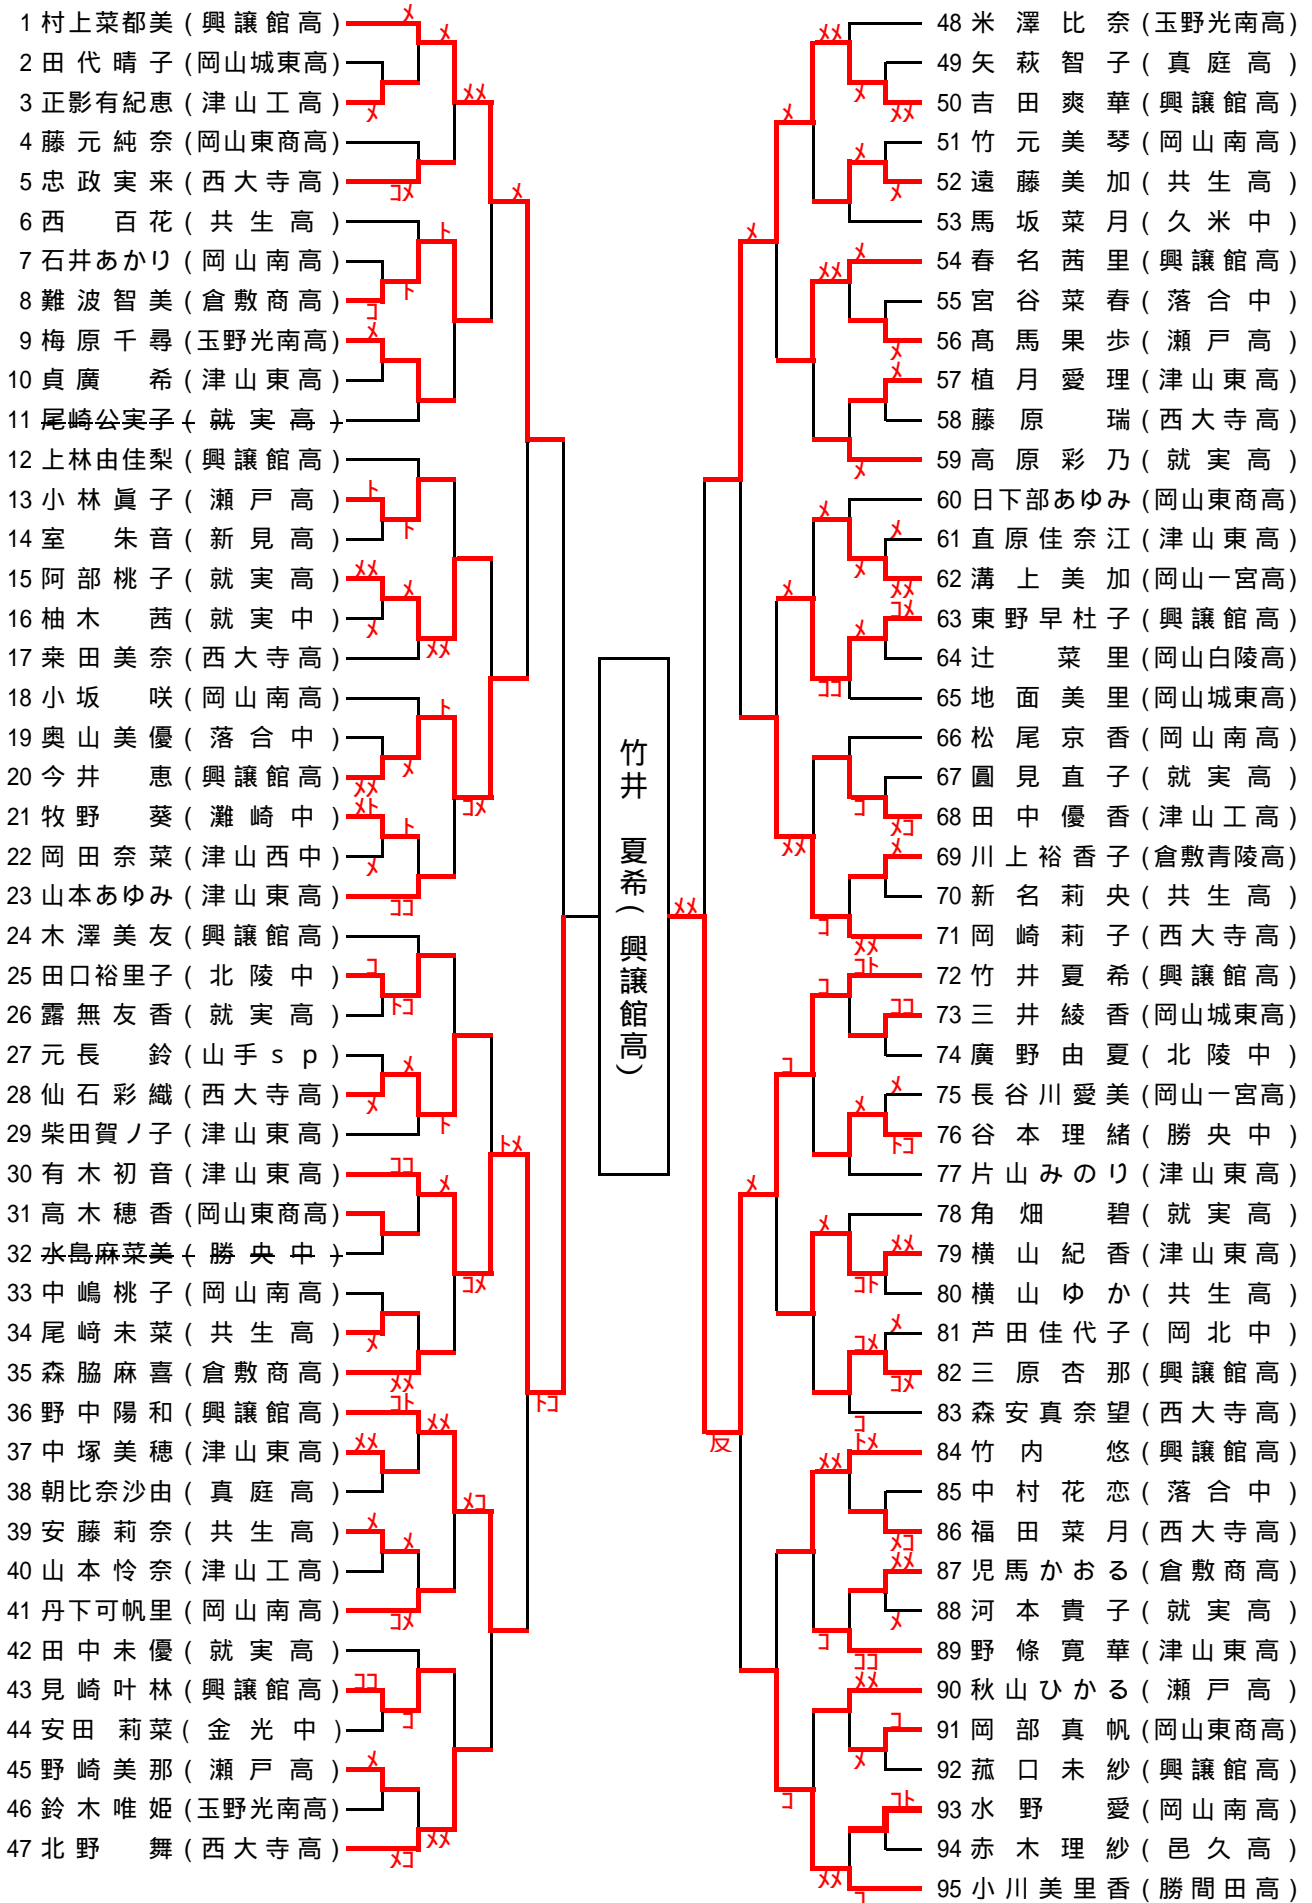 1 村上菜都美 (興譲館高)
2 田代晴子 (岡山城東高)
3 正影有紀恵 (津山工高)
4 藤元純奈 (岡山東商高)
5 忠政実来 (西大寺高)
6 西 百花 (共生高)
7 石井あかり (岡山南高)
8 難波智美 (倉敷商高)
9 梅原千尋 (玉野光南高)
10 貞廣 希 (津山東高)
11 尾崎公実子 (就実高)
12 上林由佳梨 (興譲館高)
13 小林眞子 (瀬戸高)
14 室 朱音 (新見高)
15 阿部桃子 (就実高)
16 柚木 茜 (就実中)
17 来田美奈 (西大寺高)
18 小坂 咲 (岡山南高)
19 奥山美優 (落合中)
20 今井 恵 (興譲館高)
21 牧野 葵 (灘崎中)
22 岡田奈菜 (津山西中)
23 山本あゆみ (津山東高)
24 木澤美友 (興譲館高)
25 田口裕里子 (北陵中)
26 露無友香 (就実高)
27 元長 鈴 (山手sp)
28 仙石彩織 (西大寺高)
29 柴田賀ノ子 (津山東高)
30 有木初音 (津山東高)
31 高木穂香 (岡山東商高)
32 水島麻菜美 (勝央中)
33 中嶋桃子 (岡山南高)
34 尾﨑未菜 (共生高)
35 森脇麻喜 (倉敷商高)
36 野中陽和 (興譲館高)
37 中塚美穂 (津山東高)
38 朝比奈沙由 (真庭高)
39 安藤莉奈 (共生高)
40 山本怜奈 (津山工高)
41 丹下可帆里 (岡山南高)
42 田中未優 (就実高)
43 見崎叶林 (興譲館高)
44 安田 莉菜 (金光中)
45 野崎美那 (瀬戸高)
46 鈴木唯姫 (玉野光南高)
47 北野 舞 (西大寺高)
竹井 夏希(興譲館高)
メメ
反
48 米澤比奈 (玉野光南高)
49 矢萩智子 (真庭高)
50 吉田爽華 (興譲館高)
51 竹元美琴 (岡山南高)
52 遠藤美加 (共生高)
53 馬坂菜月 (久米中)
54 春名茜里 (興譲館高)
55 宮谷菜春 (落合中)
56 髙馬果歩 (瀬戸高)
57 植月愛理 (津山東高)
58 藤原 瑞 (西大寺高)
59 高原彩乃 (就実高)
60 日下部あゆみ (岡山東商高)
61 直原佳奈江 (津山東高)
62 溝上美加 (岡山一宮高)
63 東野早杜子 (興譲館高)
64 辻 菜里 (岡山白陵高)
65 地面美里 (岡山城東高)
66 松尾京香 (岡山南高)
67 圓見直子 (就実高)
68 田中優香 (津山工高)
69 川上裕香子 (倉敷青陵高)
70 新名莉央 (共生高)
71 岡崎莉子 (西大寺高)
72 竹井夏希 (興譲館高)
73 三井綾香 (岡山城東高)
74 廣野由夏 (北陵中)
75 長谷川愛美 (岡山一宮高)
76 谷本理緒 (勝央中)
77 片山みのり (津山東高)
78 角畑 碧 (就実高)
79 横山紀香 (津山東高)
80 横山ゆか (共生高)
81 芦田佳代子 (岡北中)
82 三原杏那 (興譲館高)
83 森安真奈望 (西大寺高)
84 竹内 悠 (興譲館高)
85 中村花恋 (落合中)
86 福田菜月 (西大寺高)
87 児馬かおる (倉敷商高)
88 河本貴子 (就実高)
89 野條寛華 (津山東高)
90 秋山ひかる (瀬戸高)
91 岡部真帆 (岡山東商高)
92 菰口未紗 (興譲館高)
93 水野 愛 (岡山南高)
94 赤木理紗 (邑久高)
95 小川美里香 (勝間田高)